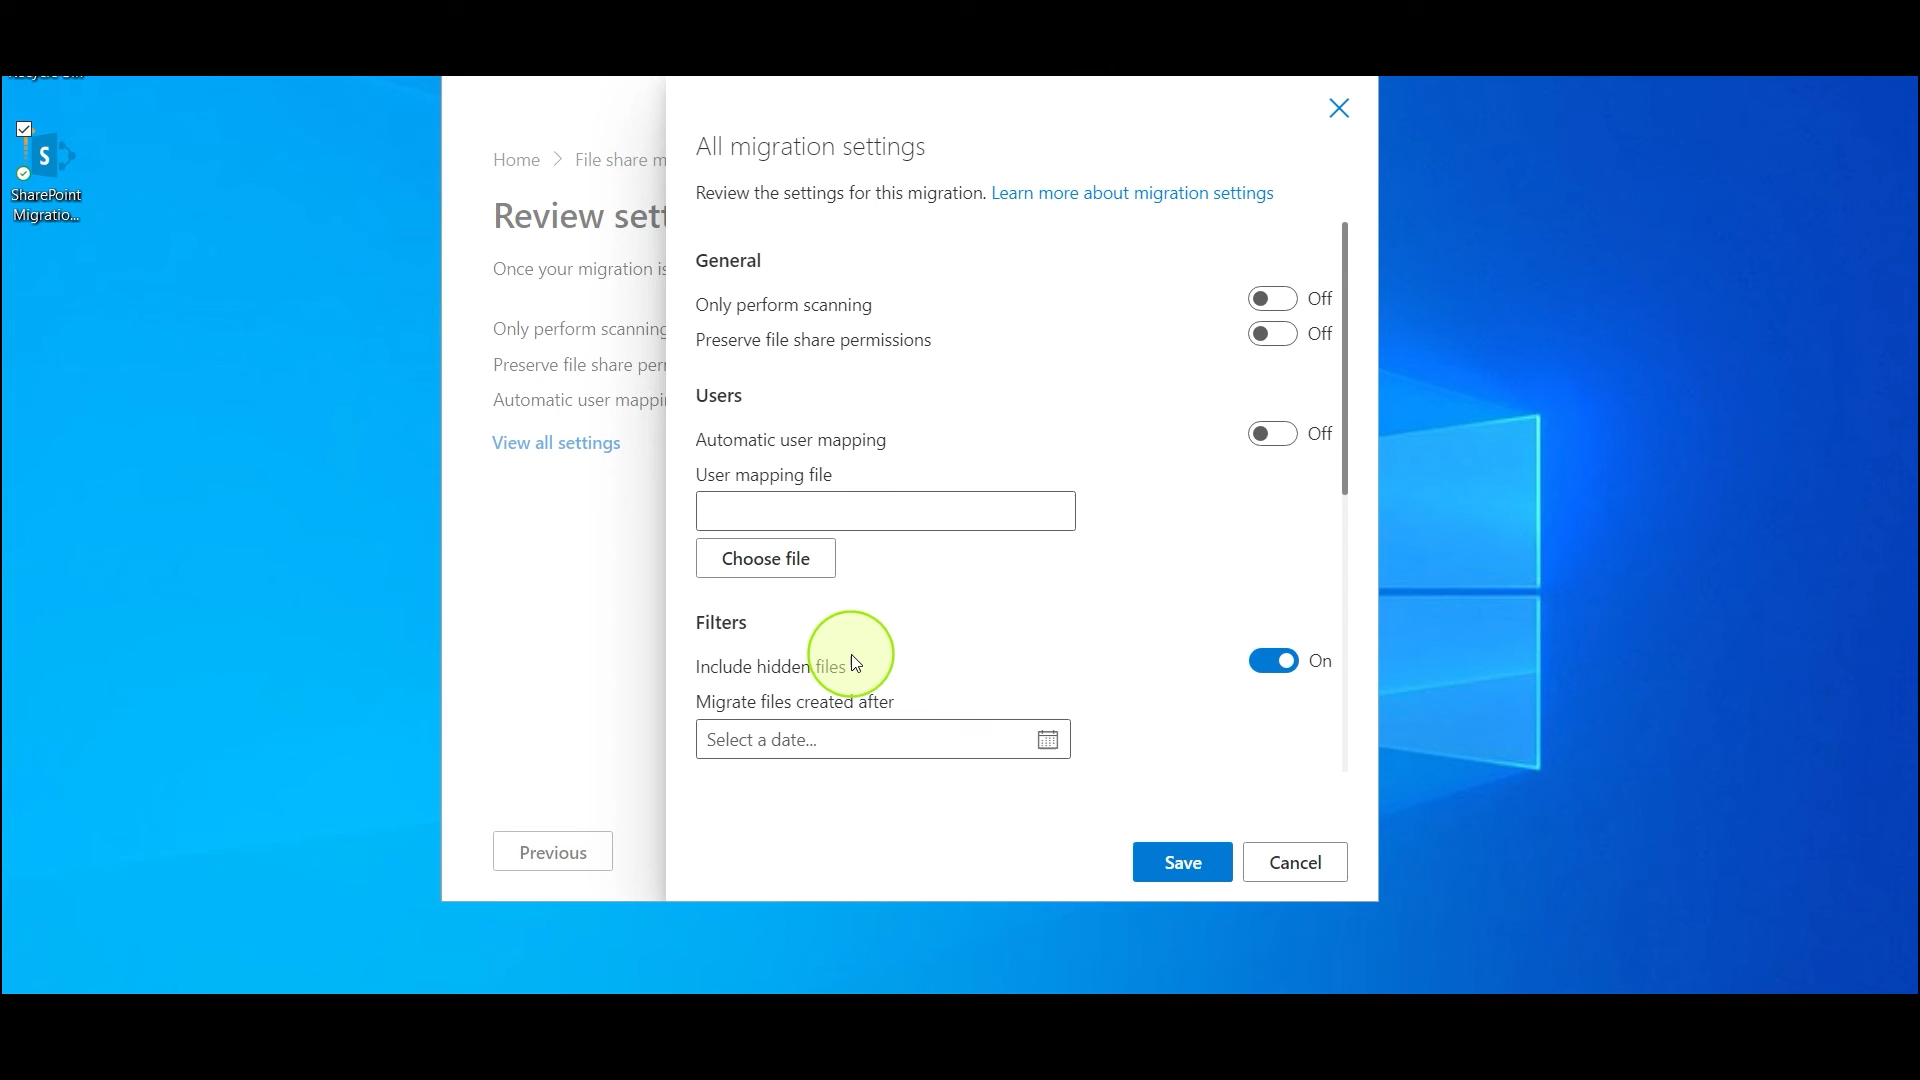 SharePoint
Migratio...
S
Home > File share m
Review sett
Once your migration is
Only perform scanning
Preserve file share per
Automatic user mappi
View all settings
Previous
All migration settings
Review the settings for this migration. Learn more about migration settings
General
Only perform scanning Off
Preserve file share permissions Off
Users
Automatic user mapping Off
User mapping file
Choose file
Filters
Include hidden files On
Migrate files created after
Select a date...
Save Cancel